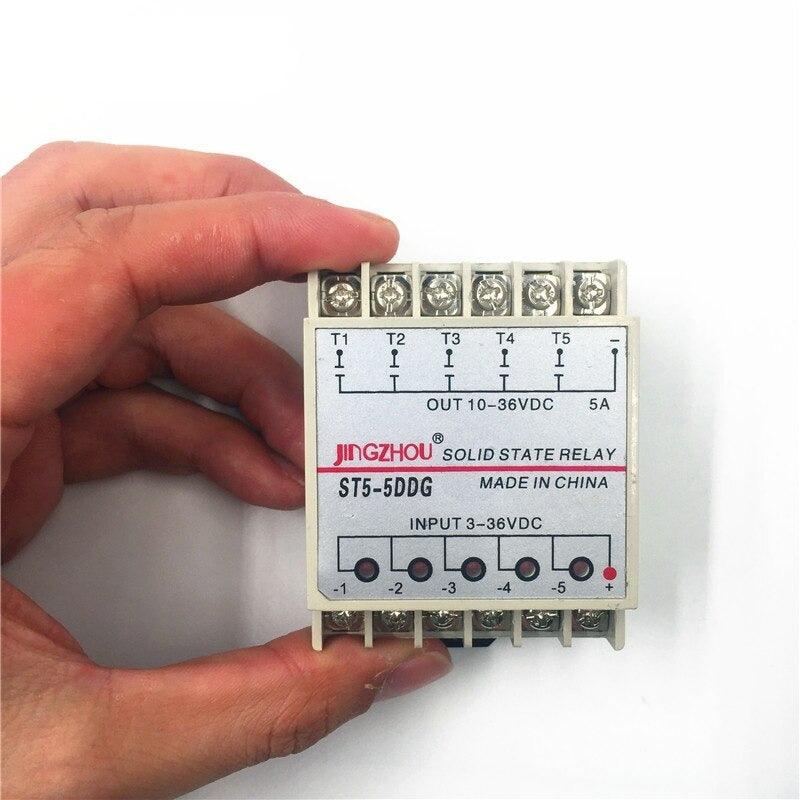 T1 T2 T3 T4 T5 −
OUT 10-36VDC 5A
JINGZHOU® SOLID STATE RELAY
ST5-5DDG MADE IN CHINA
INPUT 3-36VDC
-1 -2 -3 -4 -5 +